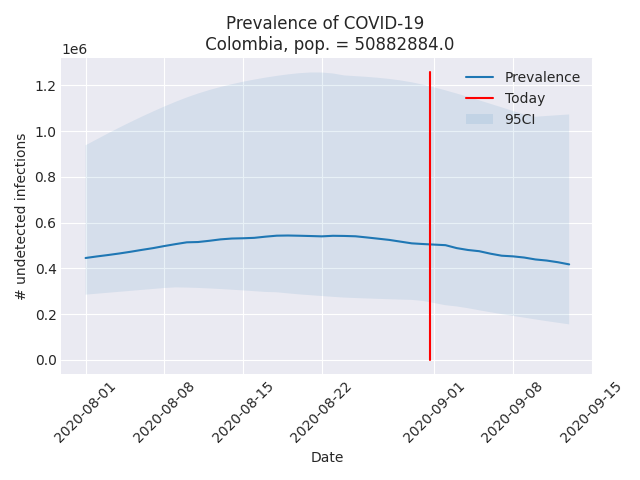 Prevalence of COVID-19
Colombia, pop. = 50882884.0
1e6
1.2
1.0
0.8
0.6
0.4
0.2
0.0
# undetected infections
Prevalence
Today
95CI
2020-08-01
2020-08-08
2020-08-15
2020-08-22
2020-09-01
2020-09-08
2020-09-15
Date